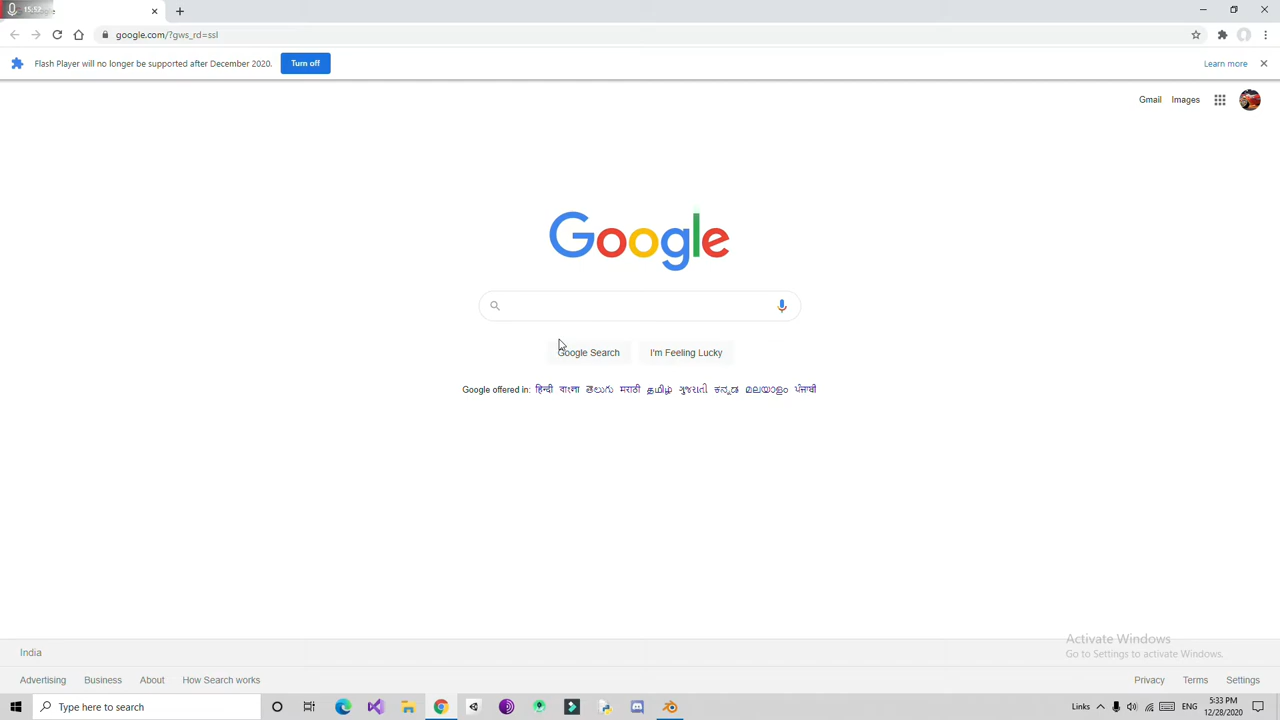 15:52
google.com/?gws_rd=ssl
Flash Player will no longer be supported after December 2020. Turn off Learn more
Gmail Images
Google
Google Search I'm Feeling Lucky
Google offered in: हिन्दी বাংলা తెలుగు मराठी தமிழ் ગુજરાતી ಕನ್ನಡ മലയാളം ਪੰਜਾਬੀ
Activate Windows
Go to Settings to activate Windows.
India
Advertising Business About How Search works Privacy Terms Settings
Type here to search Links ENG 5:33 PM
12/28/2020